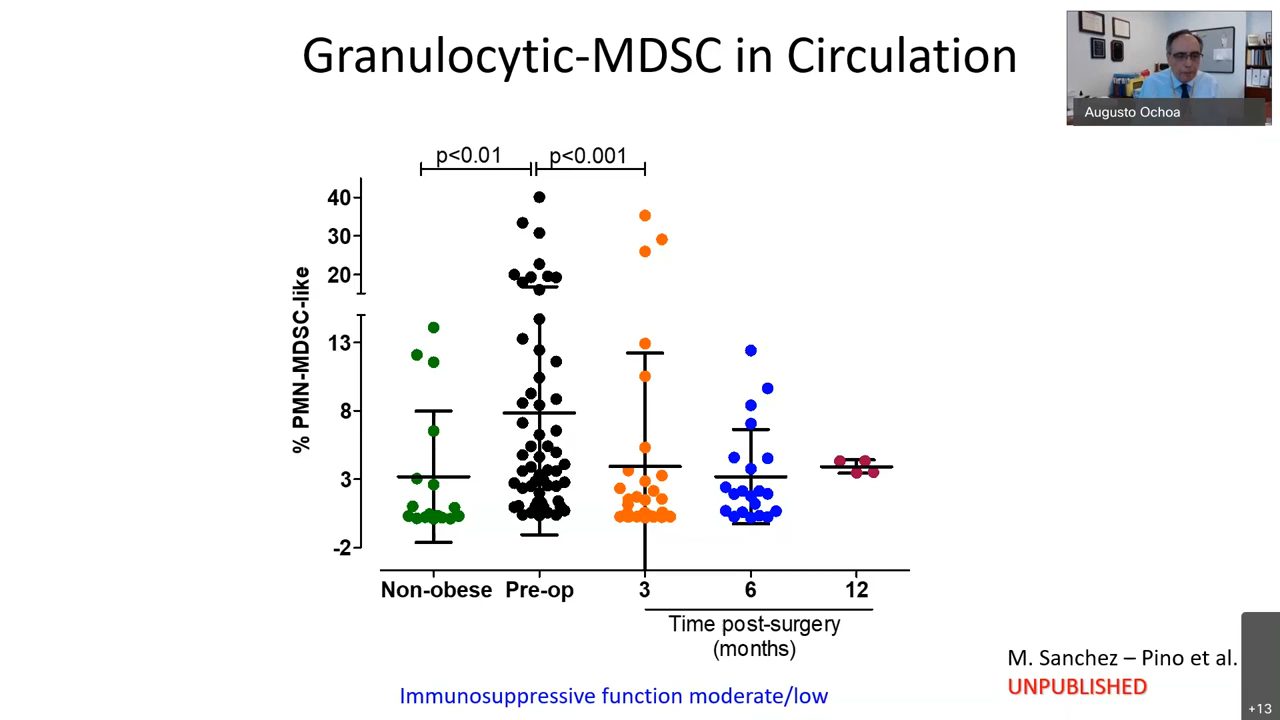 Granulocytic-MDSC in Circulation
Augusto Ochoa
p<0.01
p<0.001
% PMN-MDSC-like
40
30
20
13
8
3
-2
Non-obese
Pre-op
3
6
12
Time post-surgery
(months)
M. Sanchez – Pino et al.
UNPUBLISHED
Immunosuppressive function moderate/low
+13